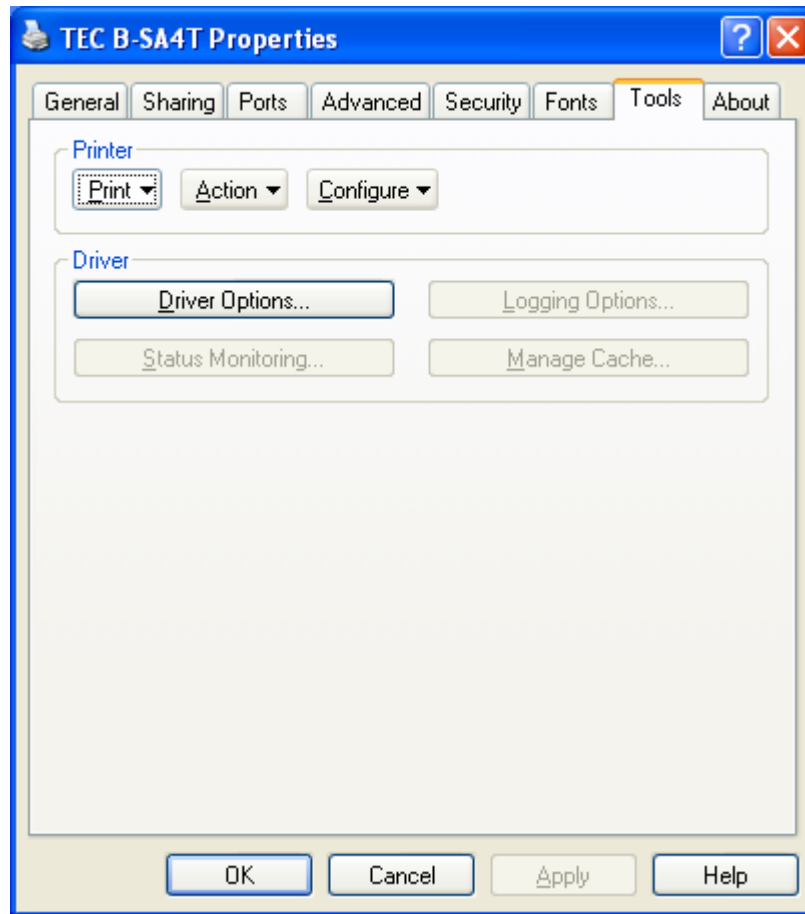 TEC B-SA4T Properties
?
General Sharing Ports Advanced Security Fonts Tools About
Printer
Print Action Configure
Driver
Driver Options... Logging Options...
Status Monitoring... Manage Cache...
OK Cancel Apply Help